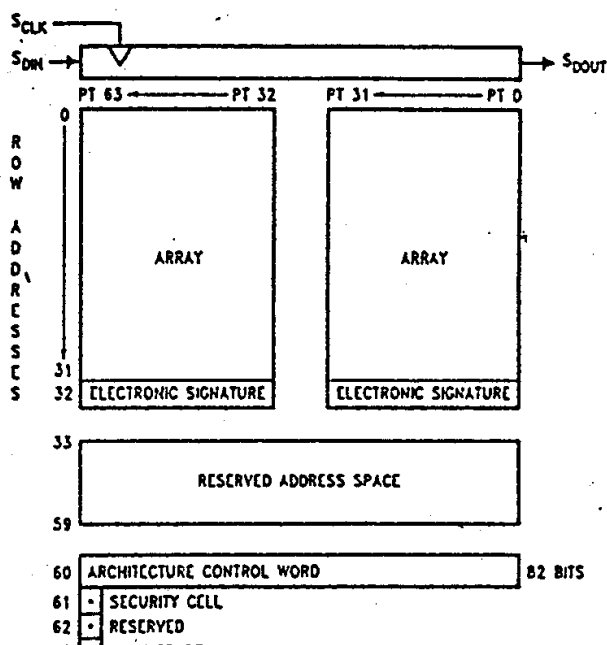 SCLK
SDIN SDOUT
PT 63 PT 32 PT 31 PT 0
0
ROW ADDRESSES
ARRAY ARRAY
31
32 ELECTRONIC SIGNATURE ELECTRONIC SIGNATURE
33
RESERVED ADDRESS SPACE
59
60 ARCHITECTURE CONTROL WORD 82 BITS
61 SECURITY CELL
62 RESERVED